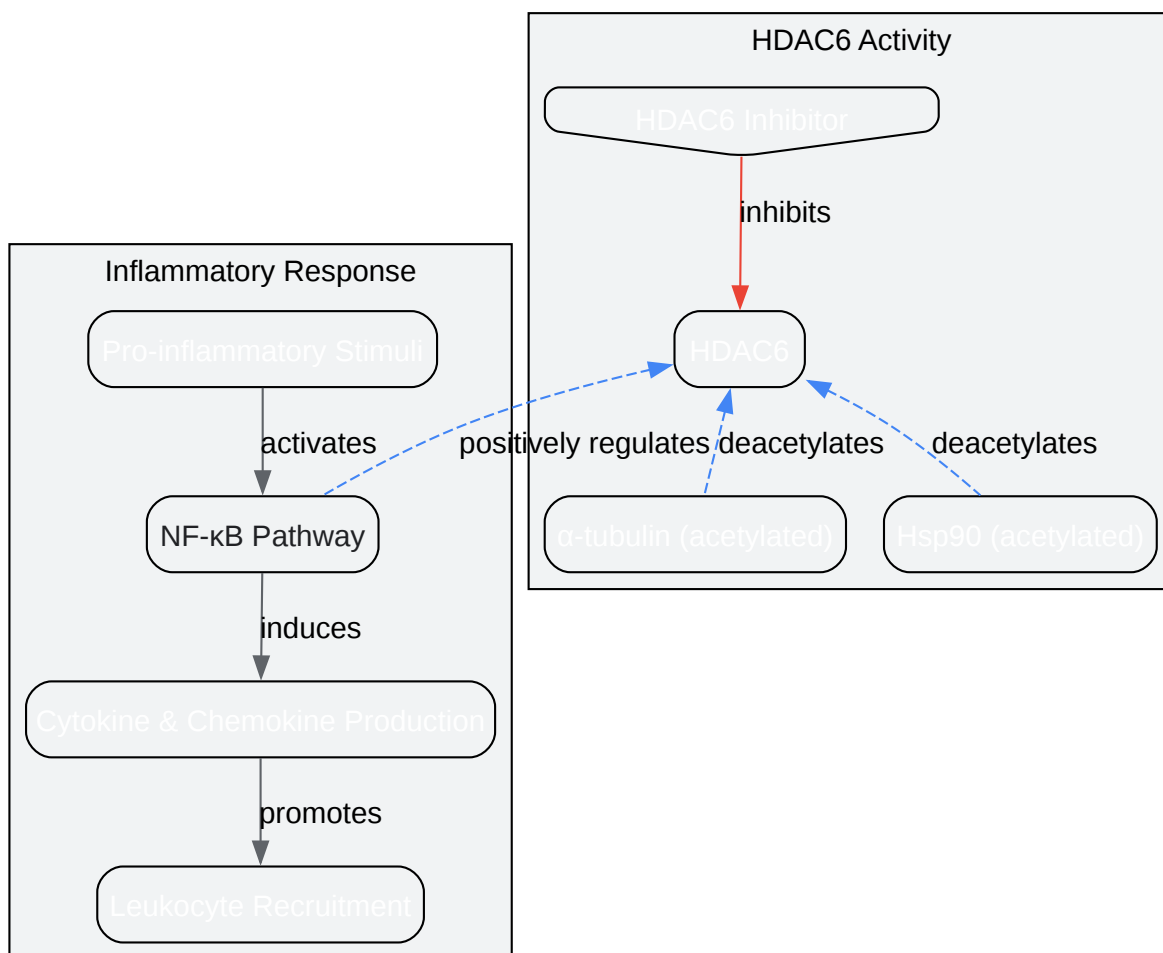 HDAC6 Activity
HDAC6 Inhibitor
inhibits
Inflammatory Response
Pro-inflammatory Stimuli
HDAC6
activates
positively regulates
deacetylates
deacetylates
NF-κB Pathway
α-tubulin (acetylated)
Hsp90 (acetylated)
induces
Cytokine & Chemokine Production
promotes
Leukocyte Recruitment